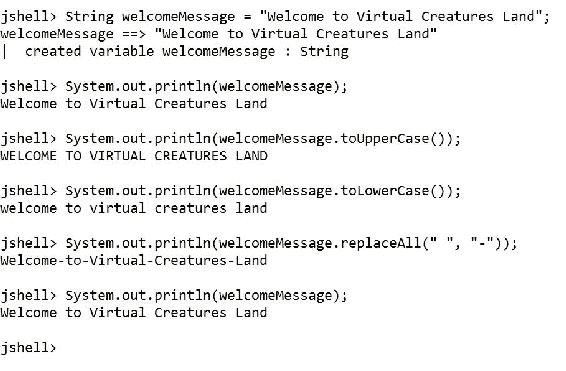 jshell> String welcomeMessage = "Welcome to Virtual Creatures Land";
welcomeMessage ==> "Welcome to Virtual Creatures Land"
|  created variable welcomeMessage : String
jshell> System.out.println(welcomeMessage);
Welcome to Virtual Creatures Land
jshell> System.out.println(welcomeMessage.toUpperCase());
WELCOME TO VIRTUAL CREATURES LAND
jshell> System.out.println(welcomeMessage.toLowerCase());
welcome to virtual creatures land
jshell> System.out.println(welcomeMessage.replaceAll(" ", "-"));
Welcome-to-Virtual-Creatures-Land
jshell> System.out.println(welcomeMessage);
Welcome to Virtual Creatures Land
jshell>